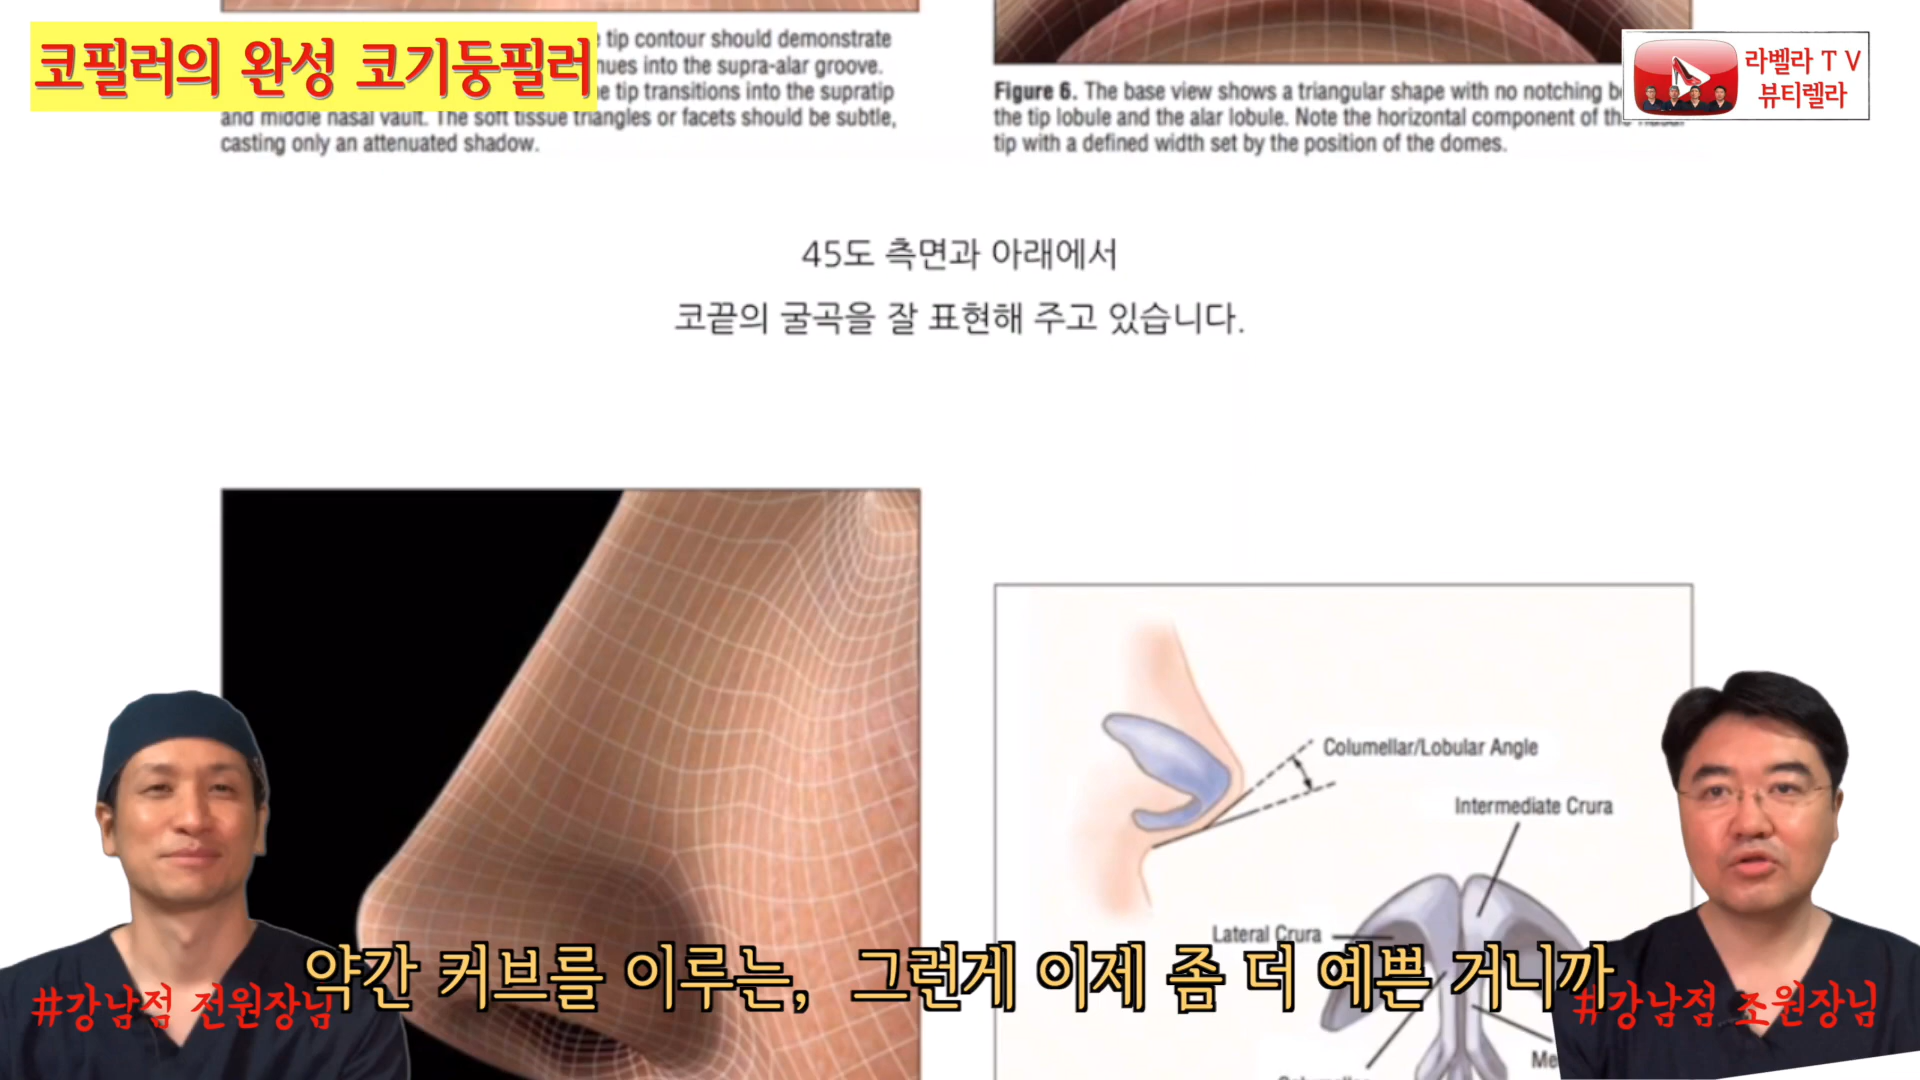 코필러의 완성 코기둥필러
tip contour should demonstrate
nues into the supra-alar groove.
e tip transitions into the supratip
and middle nasal vault. The soft tissue triangles or facets should be subtle,
casting only an attenuated shadow.
Figure 6. The base view shows a triangular shape with no notching b
the tip lobule and the alar lobule. Note the horizontal component of the nasal
tip with a defined width set by the position of the domes.
라벨라 T V
뷰티렐라
45도 측면과 아래에서
코끝의 굴곡을 잘 표현해 주고 있습니다.
Columellar/Lobular Angle
Intermediate Crura
Lateral Crura
Me
약간 커브를 이루는, 그런게 이제 좀 더 예쁜 거니까
#강남점 전원장님
#강남점 조원장님